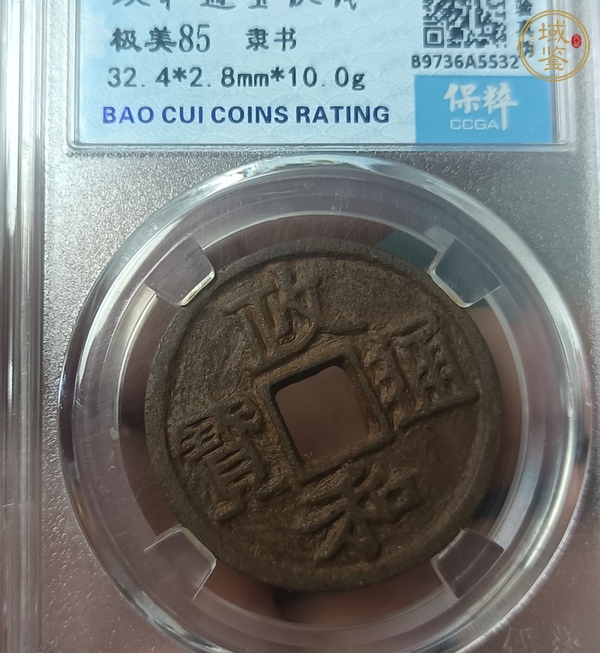 极美85 隶书
32.4*2.8mm*10.0g
BAO CUI COINS RATING
B9736A5532
保粹
CCGA
域鉴
政和通宝